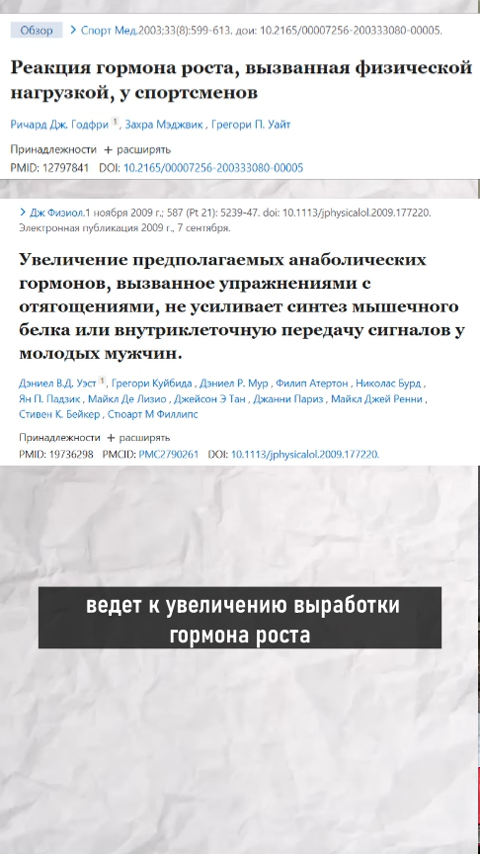 Обзор > Спорт Мед.2003;33(8):599-613. дои: 10.2165/00007256-200333080-00005.
Реакция гормона роста, вызванная физической
нагрузкой, у спортсменов
Ричард Дж. Годфри 1, Захра Мэджвик, Грегори П. Уайт
Принадлежности + расширять
PMID: 12797841 DOI: 10.2165/00007256-200333080-00005
> Дж Физиол.1 ноября 2009 г.; 587 (Pt 21): 5239-47. doi: 10.1113/jphysicalol.2009.177220.
Электронная публикация 2009 г., 7 сентября.
Увеличение предполагаемых анаболических
гормонов, вызванное упражнениями с
отягощениями, не усиливает синтез мышечного
белка или внутриклеточную передачу сигналов у
молодых мужчин.
Дэниел В.Д. Уэст 1, Грегори Куйбида, Дэниел Р. Мур, Филип Атертон, Николас Бурд,
Ян П. Падзик, Майкл Де Лизио, Джейсон Э Тан, Джанни Париз, Майкл Джей Ренни,
Стивен К. Бейкер, Стюарт М Филлипс
Принадлежности + расширять
PMID: 19736298 PMCID: PMC2790261 DOI: 10.1113/jphysicalol.2009.177220.
ведет к увеличению выработки
гормона роста